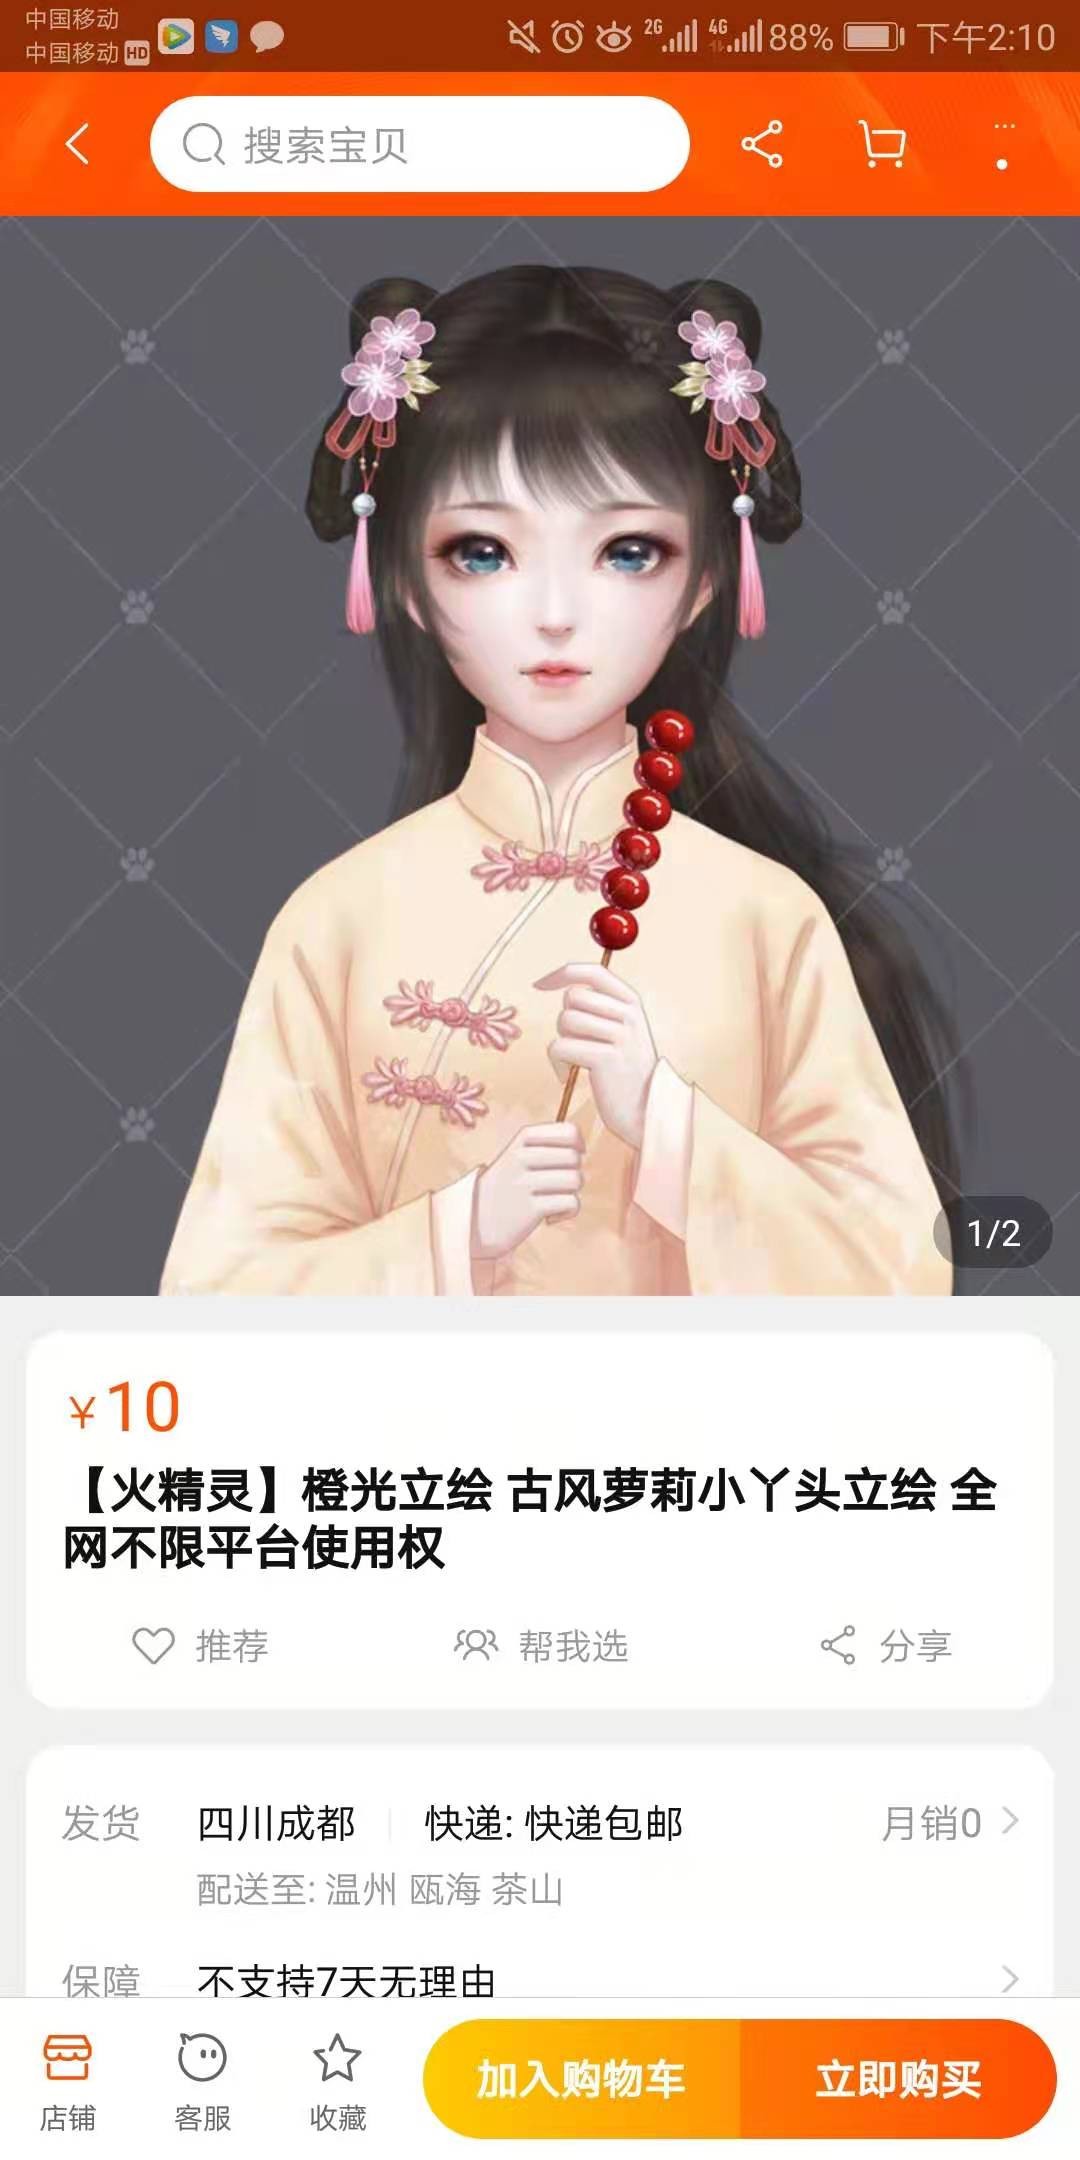 中国移动
中国移动 HD
2G 4G 88% 下午2:10
搜索宝贝
1/2
¥10
【火精灵】橙光立绘 古风萝莉小丫头立绘 全
网不限平台使用权
推荐 帮我选 分享
发货 四川成都 快递: 快递包邮 月销0
配送至: 温州 瓯海 茶山
保障 不支持7天无理由
店铺 客服 收藏 加入购物车 立即购买